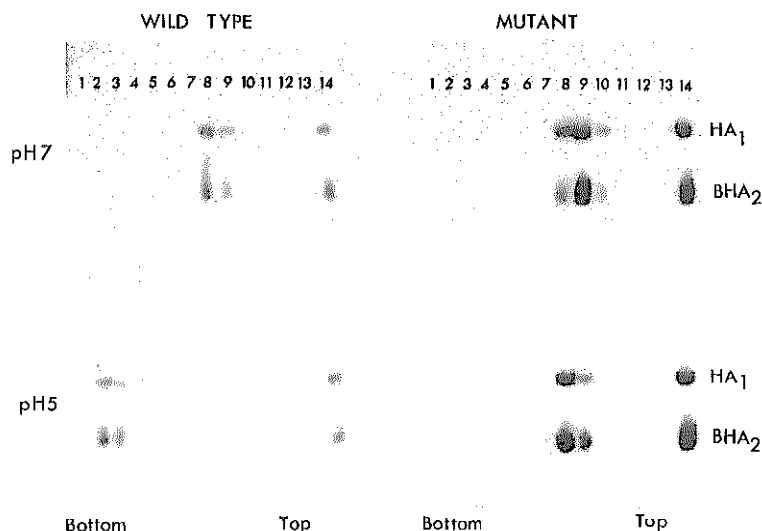 WILD TYPE MUTANT
1 2 3 4 5 6 7 8 9 10 11 12 13 14 1 2 3 4 5 6 7 8 9 10 11 12 13 14
pH7
HA1
BHA2
pH5
HA1
BHA2
Bottom Top Bottom Top